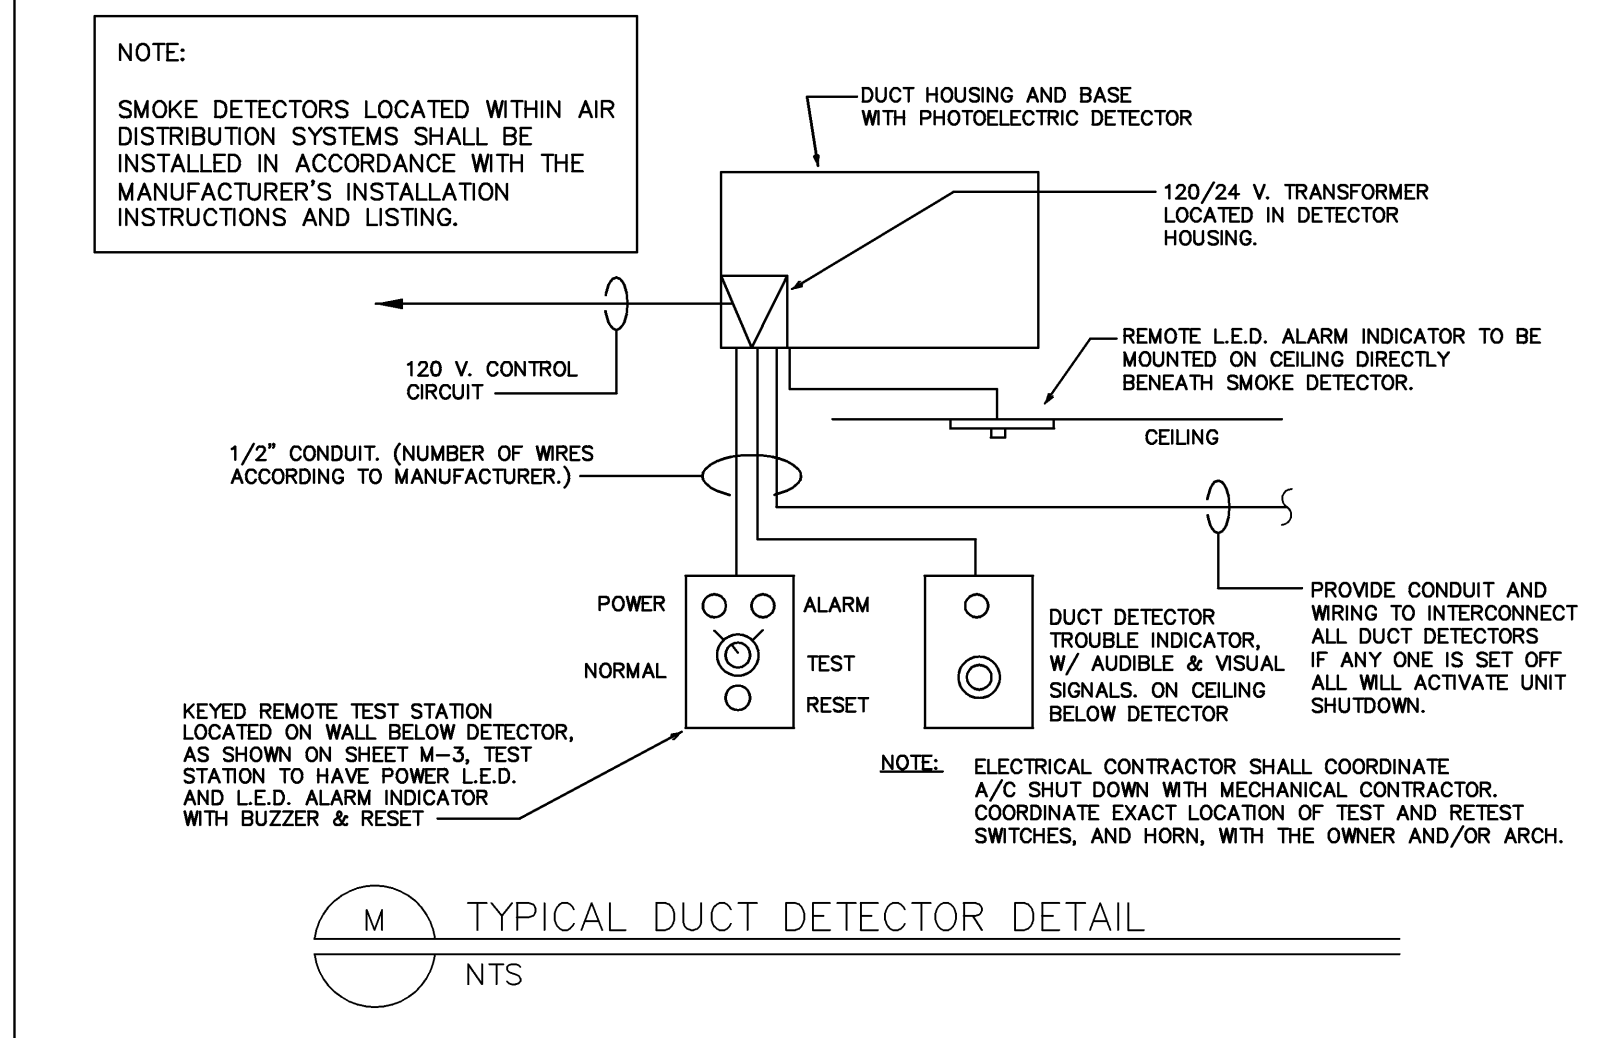 NOTE:
SMOKE DETECTORS LOCATED WITHIN AIR
DISTRIBUTION SYSTEMS SHALL BE
INSTALLED IN ACCORDANCE WITH THE
MANUFACTURER'S INSTALLATION
INSTRUCTIONS AND LISTING.
DUCT HOUSING AND BASE
WITH PHOTOELECTRIC DETECTOR
120/24 V. TRANSFORMER
LOCATED IN DETECTOR
HOUSING.
120 V. CONTROL
CIRCUIT
REMOTE L.E.D. ALARM INDICATOR TO BE
MOUNTED ON CEILING DIRECTLY
BENEATH SMOKE DETECTOR.
CEILING
1/2" CONDUIT. (NUMBER OF WIRES
ACCORDING TO MANUFACTURER.)
POWER
ALARM
NORMAL
TEST
RESET
DUCT DETECTOR
TROUBLE INDICATOR,
W/ AUDIBLE & VISUAL
SIGNALS. ON CEILING
BELOW DETECTOR
PROVIDE CONDUIT AND
WIRING TO INTERCONNECT
ALL DUCT DETECTORS
IF ANY ONE IS SET OFF
ALL WILL ACTIVATE UNIT
SHUTDOWN.
KEYED REMOTE TEST STATION
LOCATED ON WALL BELOW DETECTOR,
AS SHOWN ON SHEET M-3, TEST
STATION TO HAVE POWER L.E.D.
AND L.E.D. ALARM INDICATOR
WITH BUZZER & RESET
NOTE: ELECTRICAL CONTRACTOR SHALL COORDINATE
A/C SHUT DOWN WITH MECHANICAL CONTRACTOR.
COORDINATE EXACT LOCATION OF TEST AND RETEST
SWITCHES, AND HORN, WITH THE OWNER AND/OR ARCH.
M TYPICAL DUCT DETECTOR DETAIL
NTS